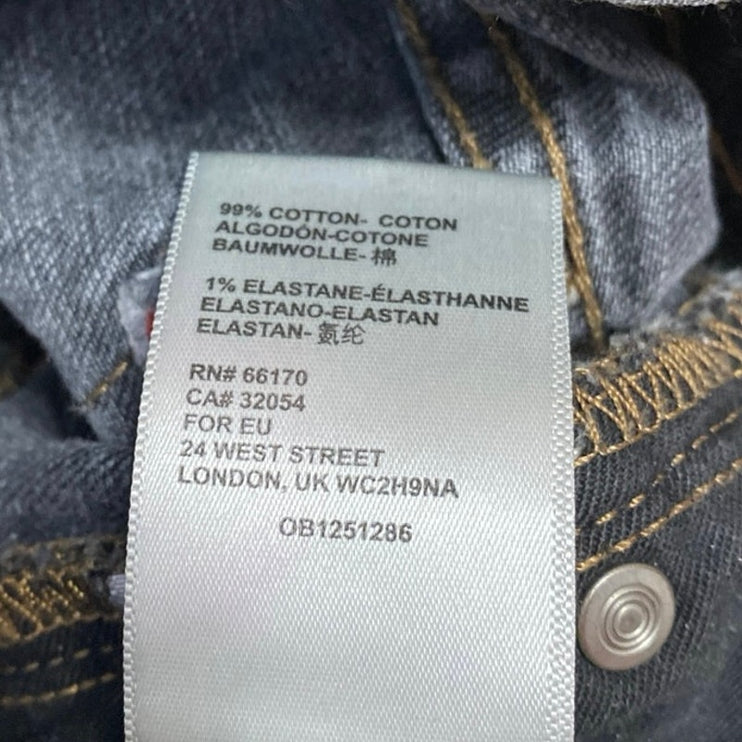 99% COTTON- COTON
ALGODÓN-COTONE
BAUMWOLLE-棉
1% ELASTANE-ÉLASTHANNE
ELASTANO-ELASTAN
ELASTAN-氨纶
RN# 66170
CA# 32054
FOR EU
24 WEST STREET
LONDON, UK WC2H9NA
OB1251286